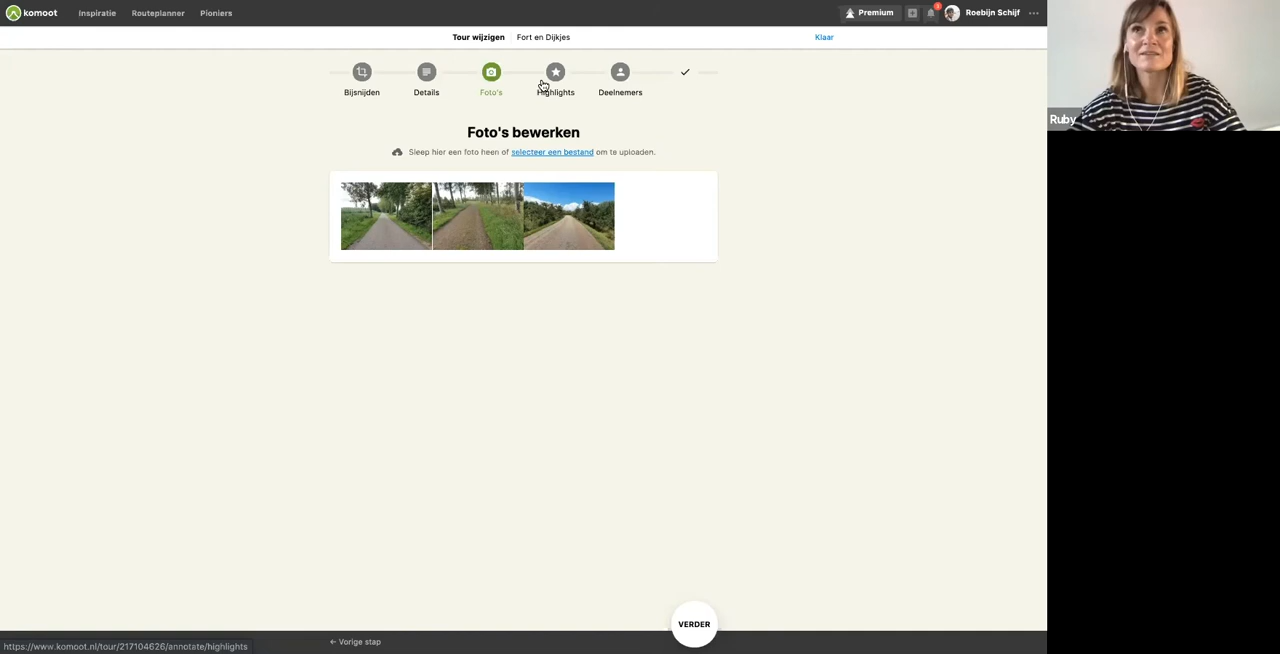 komoot Inspiratie Routeplanner Pioniers Premium Roebijn Schijf
Tour wijzigen Fort en Dijkjes Klaar
Bijsnijden Details Foto's Highlights Deelnemers
Ruby
Foto's bewerken
Sleep hier een foto heen of selecteer een bestand om te uploaden.
VERDER
← Vorige stap
https://www.komoot.nl/tour/217104626/annotate/highlights